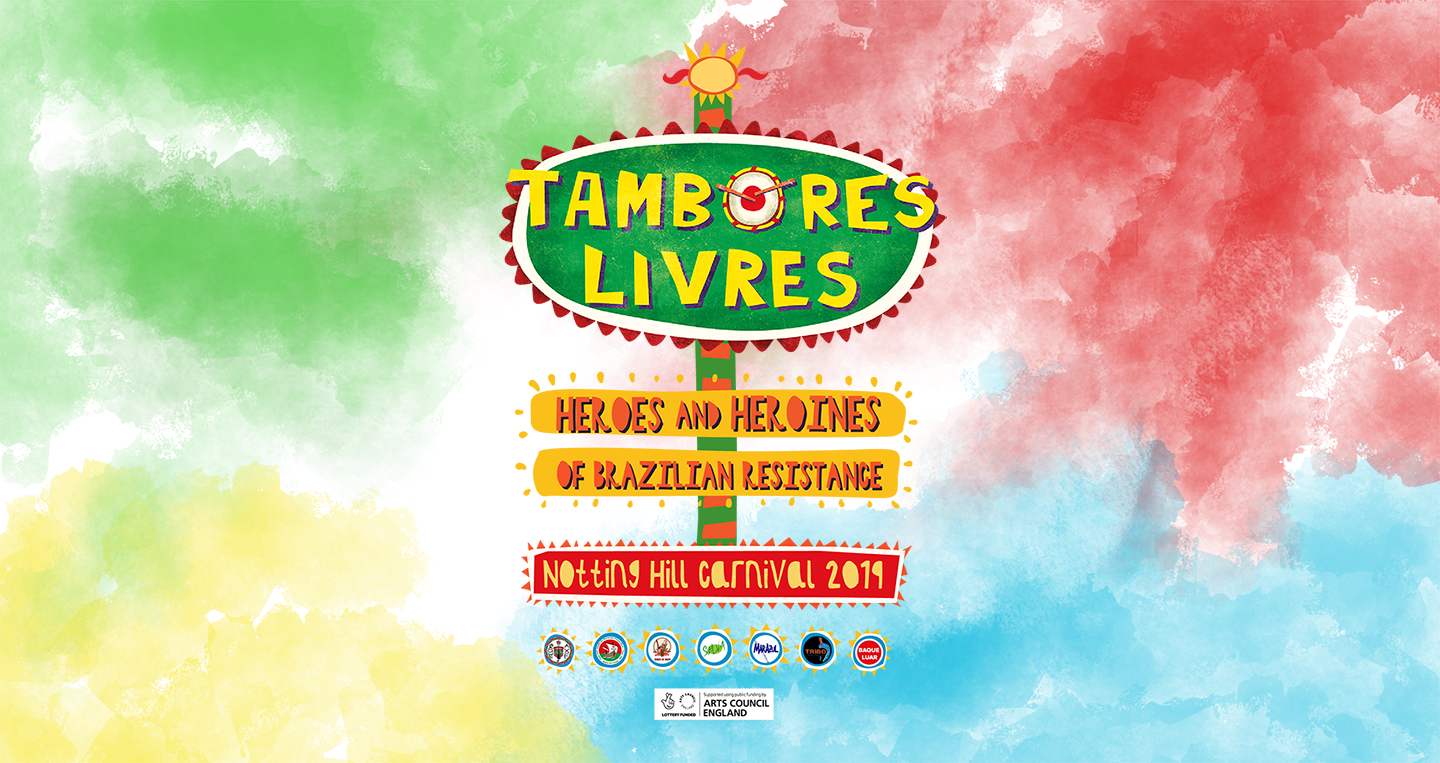 TAMBORES
LIVRES
HEROES AND HEROINES
OF BRAZILIAN RESISTANCE
Notting Hill Carnival 2019
MARAZUL
TRIBO
BAQUE
LUAR
LOTTERY FUNDED
Supported using public funding by
ARTS COUNCIL
ENGLAND